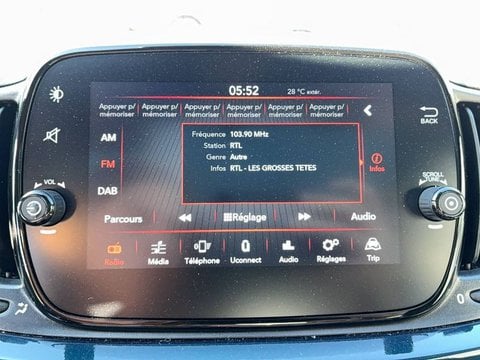 05:52 28 °C extér.
Appuyer p/ mémoriser Appuyer p/ mémoriser Appuyer p/ mémoriser Appuyer p/ mémoriser Appuyer p/ mémoriser Appuyer p/ mémoriser
BACK
AM
Fréquence 103.90 MHz
Station RTL
FM
Genre Autre
Infos RTL - LES GROSSES TETES
Infos
DAB
VOL
SCROLL
TUNE
Parcours Réglage Audio
Radio Média Téléphone Uconnect Audio Réglages Trip
0